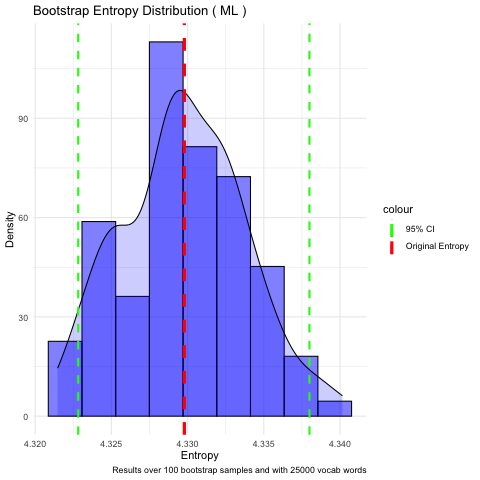 Bootstrap Entropy Distribution ( ML )
90
60
30
0
Density
4.320 4.325 4.330 4.335 4.340
Entropy
colour
95% CI
Original Entropy
Results over 100 bootstrap samples and with 25000 vocab words